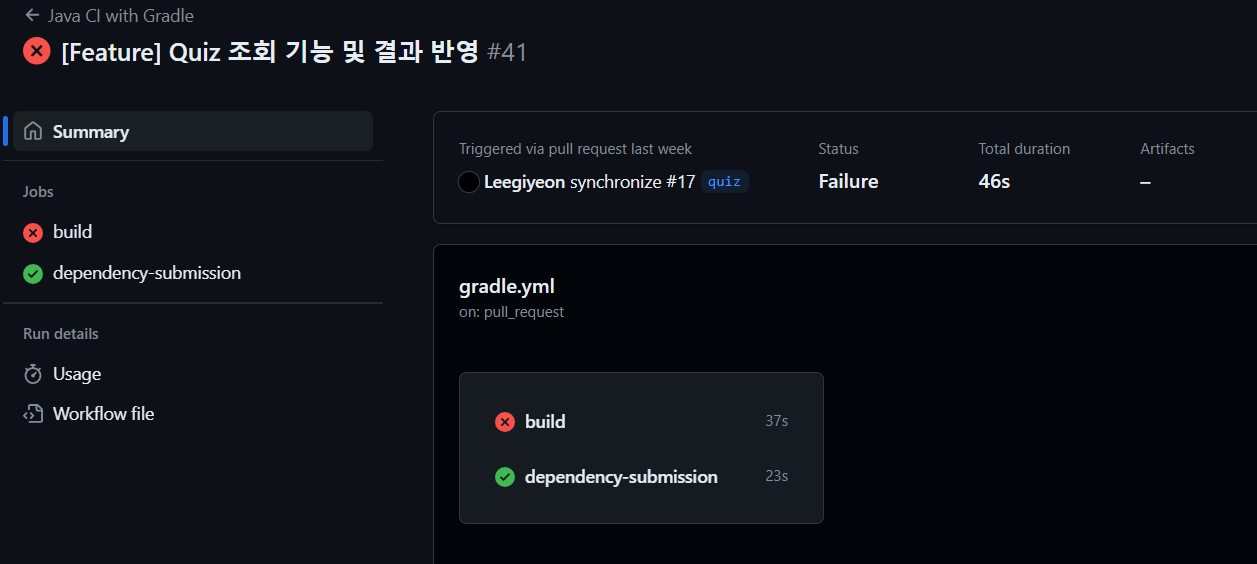 Java CI with Gradle
[Feature] Quiz 조회 기능 및 결과 반영 #41
Summary
Jobs
build
dependency-submission
Run details
Usage
Workflow file
Triggered via pull request last week
Leegiyeon synchronize #17 quiz
Status
Failure
Total duration
46s
Artifacts
–
gradle.yml
on: pull_request
build 37s
dependency-submission 23s